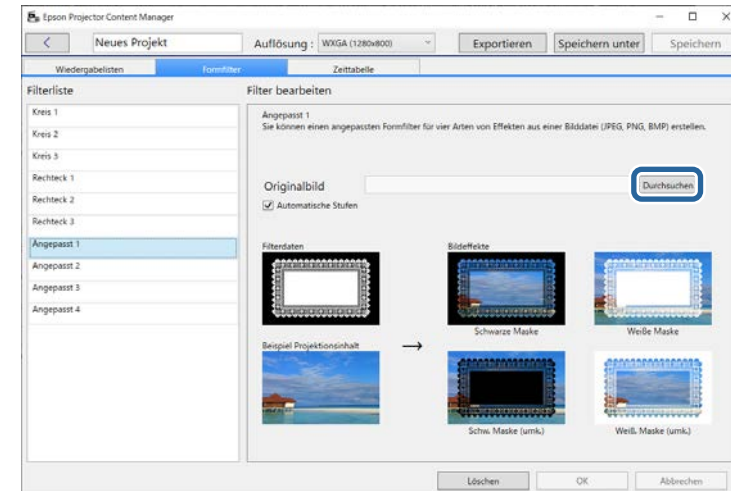 Epson Projector Content Manager
Neues Projekt
Auflösung : WXGA (1280x800)
Exportieren
Speichern unter
Speichern
Wiedergabelisten
Formfilter
Zeittabelle
Filterliste
Kreis 1
Kreis 2
Kreis 3
Rechteck 1
Rechteck 2
Rechteck 3
Angepasst 1
Angepasst 2
Angepasst 3
Angepasst 4
Filter bearbeiten
Angepasst 1
Sie können einen angepassten Formfilter für vier Arten von Effekten aus einer Bilddatei (JPEG, PNG, BMP) erstellen.
Originalbild
Durchsuchen
Automatische Stufen
Filterdaten
Bildeffekte
Schwarze Maske
Weiße Maske
Beispiel Projektionsinhalt
→
Schw. Maske (umk.)
Weiß. Maske (umk.)
Löschen
OK
Abbrechen